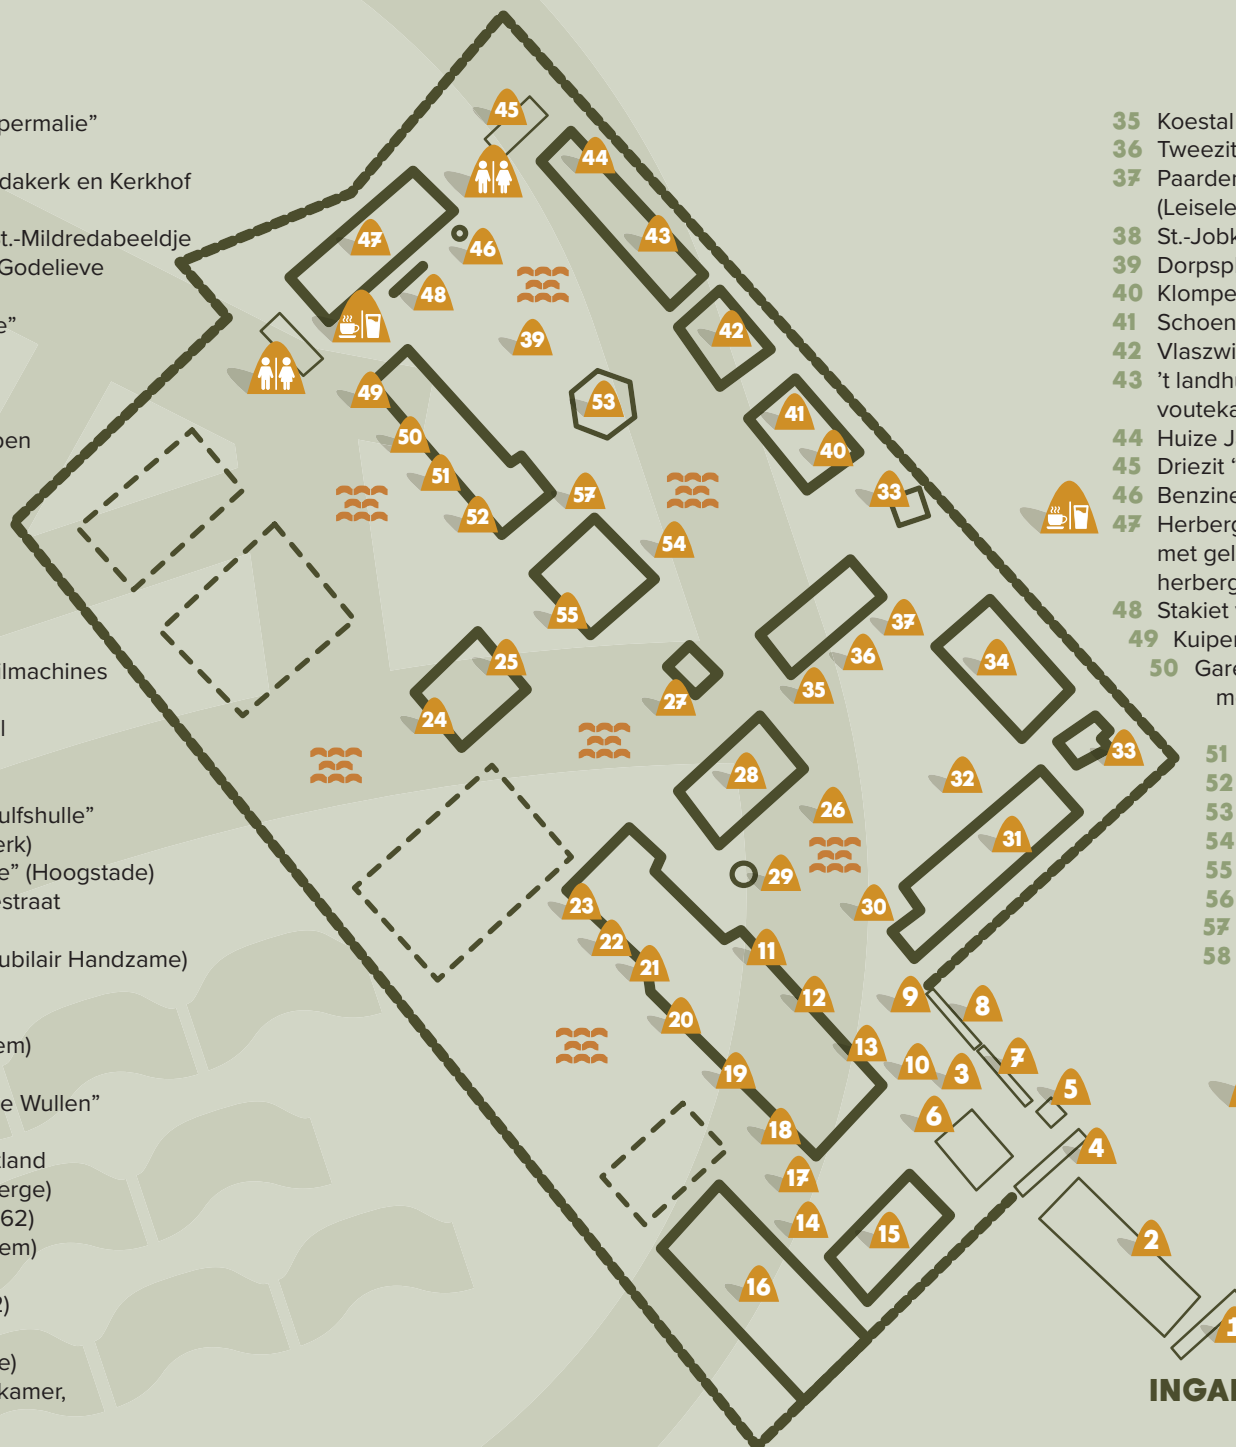 permalie”
dakerk en Kerkhof
t.-Mildredabeeldje
Godelieve
e”
pen
lmachines
l
ulfshulle”
erk)
e” (Hoogstade)
estraat
ubilair Handzame)
em)
e Wullen”
land
erge)
62)
em)
2)
e)
kamer,
45
44
43
47
46
48
39
42
49
53
41
50
40
51
33
52
57
54
55
37
36
25
34
35
27
24
33
28
32
26
31
29
23
30
22
11
21
12
9
8
20
13
7
10
3
19
5
6
18
4
17
14
15
2
16
1
35 Koestal
36 Tweezit
37 Paarden
(Leisele
38 St.-Jobk
39 Dorpspl
40 Klompe
41 Schoen
42 Vlaszwi
43 ’t landhu
vouteka
44 Huize J
45 Driezit “
46 Benzine
47 Herberg
met gel
herberg
48 Stakiet
49 Kuiper
50 Gare
m
51
52
53
54
55
56
57
58
INGAN